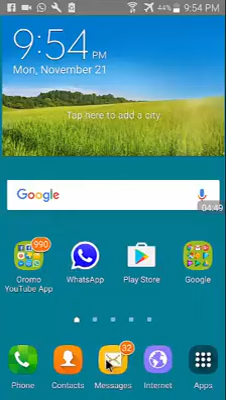 44% 9:54 PM
9:54 PM
Mon, November 21
Tap here to add a city
Google
04:49
990
Oromo YouTube App
WhatsApp
Play Store
Google
32
Phone
Contacts
Messages
Internet
Apps